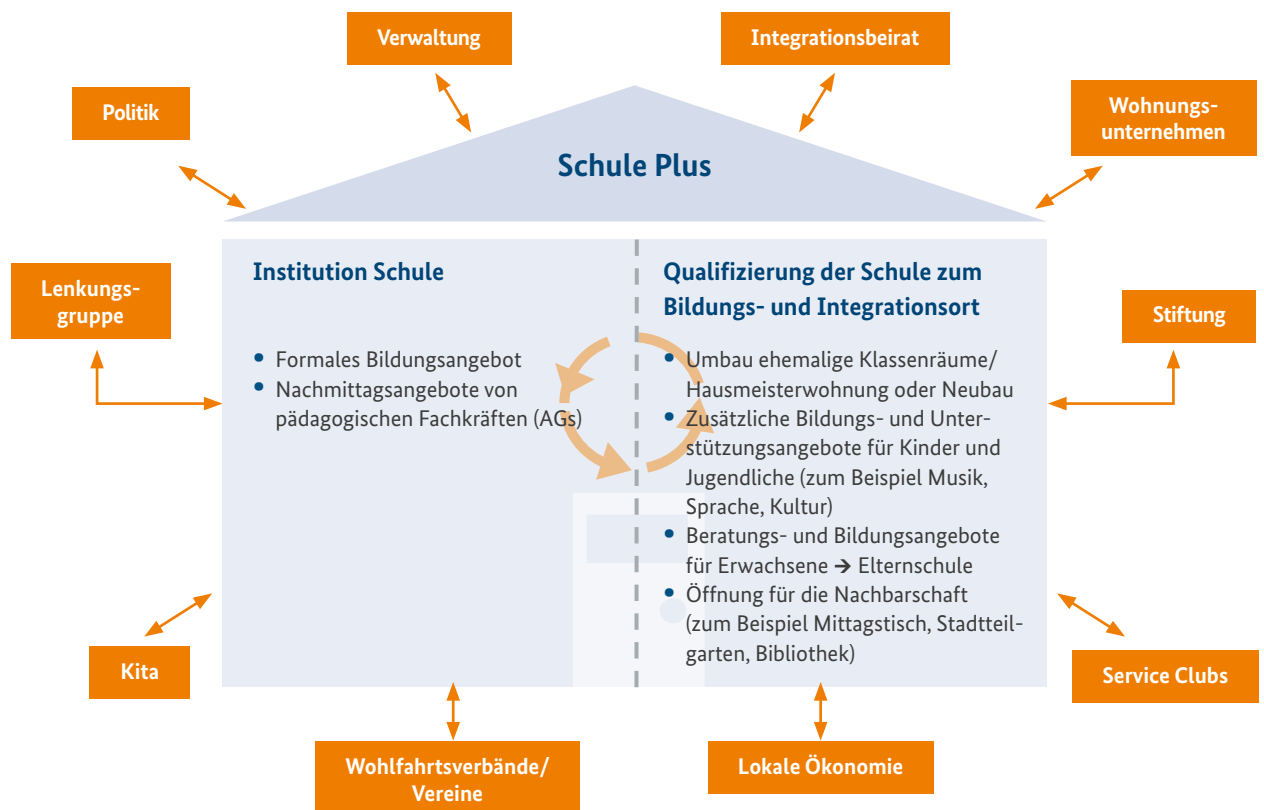 Verwaltung
Integrationsbeirat
Politik
Wohnungs-
unternehmen
Schule Plus
Lenkungs-
gruppe
Institution Schule
Formales Bildungsangebot
Nachmittagsangebote von
pädagogischen Fachkräften (AGs)
Qualifizierung der Schule zum
Bildungs- und Integrationsort
Umbau ehemalige Klassenräume/
Hausmeisterwohnung oder Neubau
Zusätzliche Bildungs- und Unter-
stützungsangebote für Kinder und
Jugendliche (zum Beispiel Musik,
Sprache, Kultur)
Beratungs- und Bildungsangebote
für Erwachsene → Elternschule
Öffnung für die Nachbarschaft
(zum Beispiel Mittagstisch, Stadtteil-
garten, Bibliothek)
Stiftung
Kita
Service Clubs
Wohlfahrtsverbände/
Vereine
Lokale Ökonomie